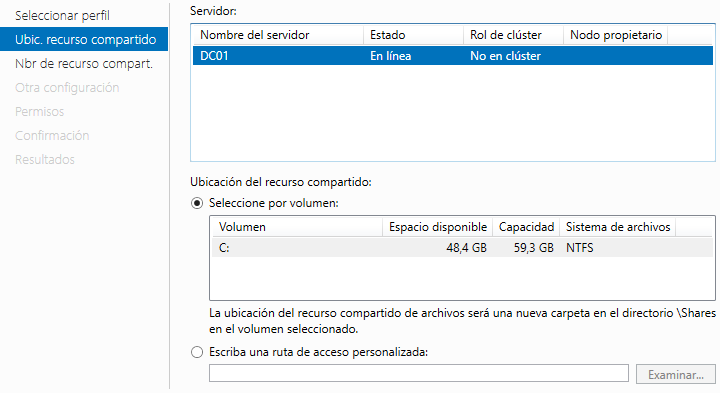 Seleccionar perfil
Ubic. recurso compartido
Nbr de recurso compart.
Otra configuración
Permisos
Confirmación
Resultados
Servidor:
Nombre del servidor Estado Rol de clúster Nodo propietario
DC01 En línea No en clúster
Ubicación del recurso compartido:
Seleccione por volumen:
Volumen Espacio disponible Capacidad Sistema de archivos
C: 48,4 GB 59,3 GB NTFS
La ubicación del recurso compartido de archivos será una nueva carpeta en el directorio \Shares
en el volumen seleccionado.
Escriba una ruta de acceso personalizada:
Examinar...